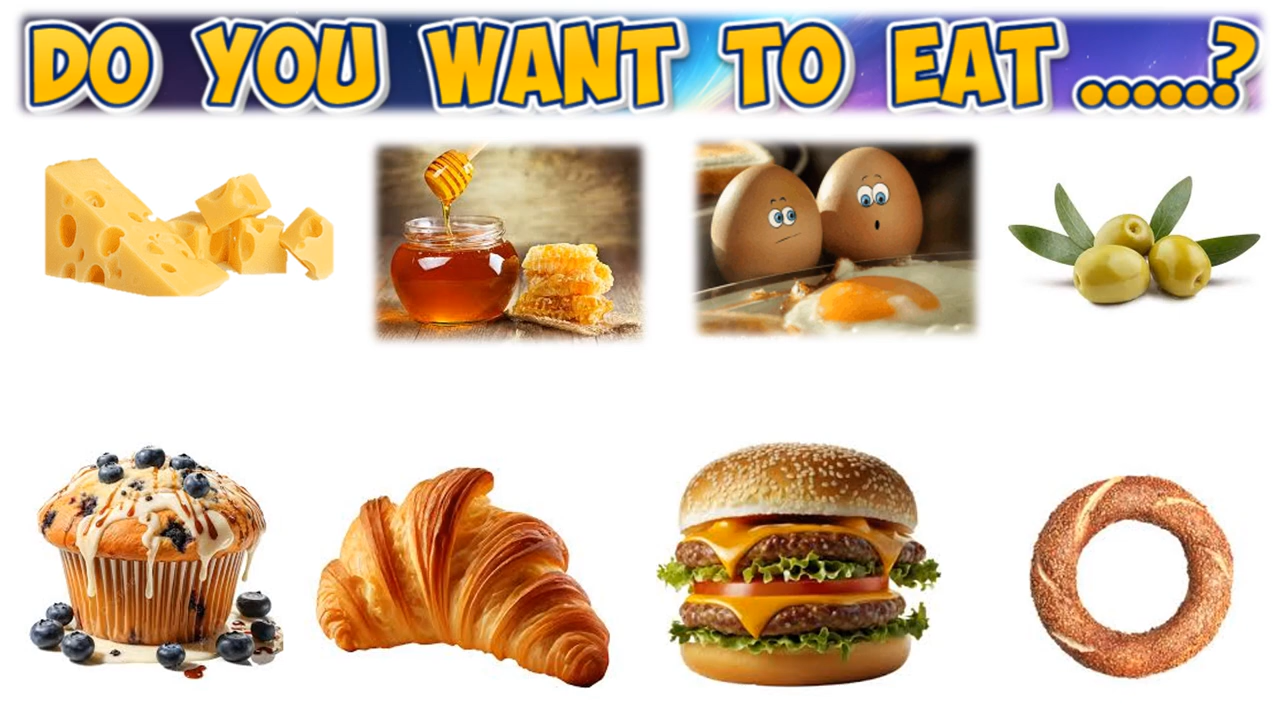 DO YOU WANT TO EAT ......?